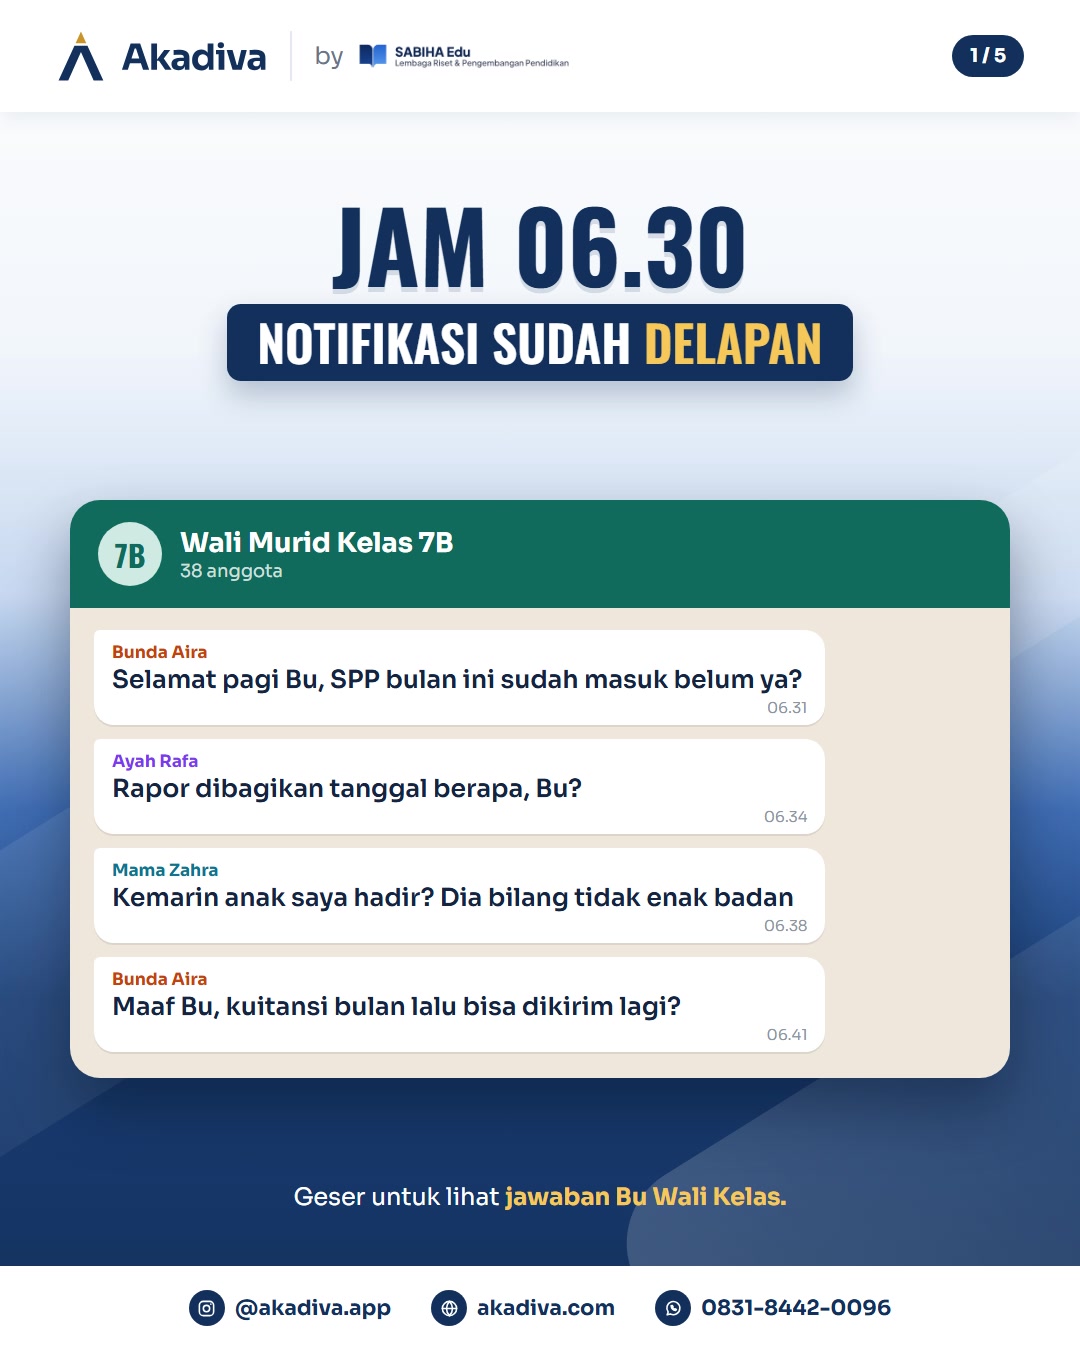 Akadiva
by
SABIHA Edu
Lembaga Riset & Pengembangan Pendidikan
1 / 5
JAM 06.30
NOTIFIKASI SUDAH DELAPAN
7B
Wali Murid Kelas 7B
38 anggota
Bunda Aira
Selamat pagi Bu, SPP bulan ini sudah masuk belum ya?
06.31
Ayah Rafa
Rapor dibagikan tanggal berapa, Bu?
06.34
Mama Zahra
Kemarin anak saya hadir? Dia bilang tidak enak badan
06.38
Bunda Aira
Maaf Bu, kuitansi bulan lalu bisa dikirim lagi?
06.41
Geser untuk lihat jawaban Bu Wali Kelas.
@akadiva.app
akadiva.com
0831-8442-0096